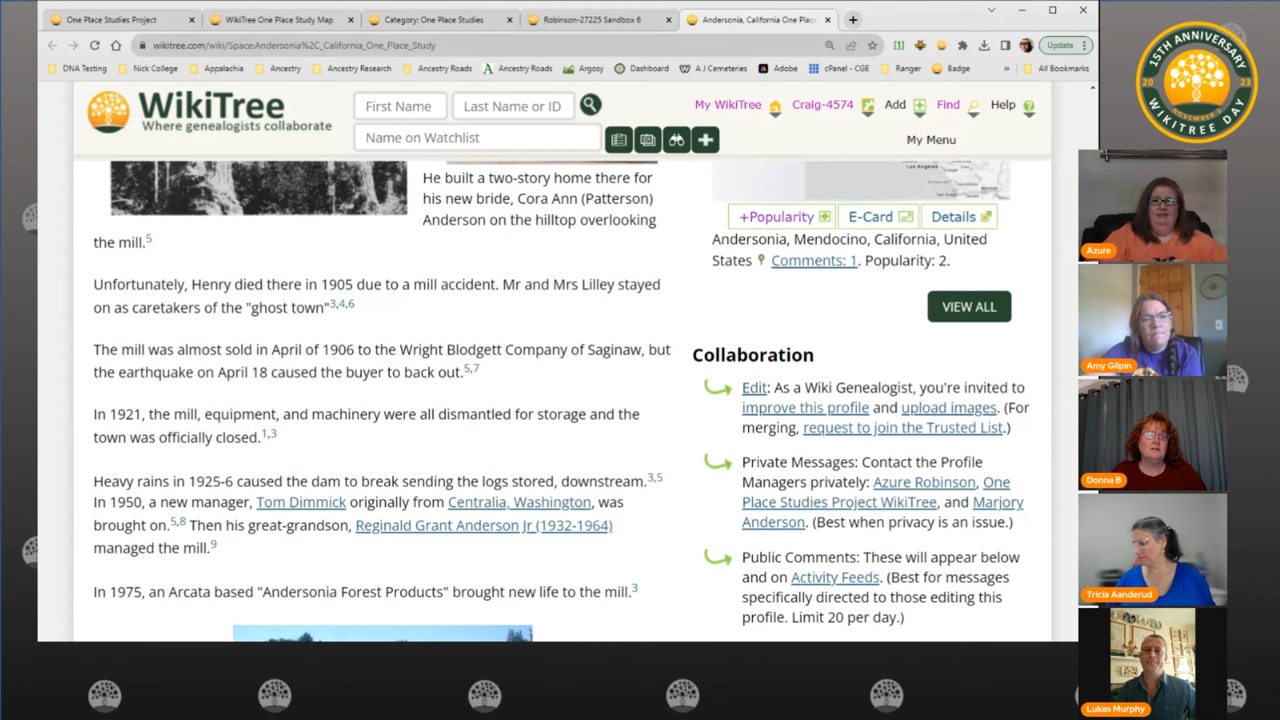 One Place Studies Project
WikiTree One Place Study Map
Category: One Place Studies
Robinson-27225 Sandbox 6
Andersonia, California One Place
wikitree.com/wiki/Space:Andersonia%2C_California_One_Place_Study
Update
DNA Testing
Nick College
Appalachia
Ancestry
Ancestry Research
Ancestry Roads
Ancestry Roads
Argosy
Dashboard
A J Cemeteries
Adobe
cPanel - CGE
Ranger
Badge
»
All Bookmarks
WikiTree
Where genealogists collaborate
First Name
Last Name or ID
My WikiTree
Craig-4574
Add
Find
Help
Name on Watchlist
My Menu
He built a two-story home there for
his new bride, Cora Ann (Patterson)
Anderson on the hilltop overlooking
the mill.5
Unfortunately, Henry died there in 1905 due to a mill accident. Mr and Mrs Lilley stayed
on as caretakers of the "ghost town"3,4,6
The mill was almost sold in April of 1906 to the Wright Blodgett Company of Saginaw, but
the earthquake on April 18 caused the buyer to back out.5,7
In 1921, the mill, equipment, and machinery were all dismantled for storage and the
town was officially closed.1,3
Heavy rains in 1925-6 caused the dam to break sending the logs stored, downstream.3,5
In 1950, a new manager, Tom Dimmick originally from Centralia, Washington, was
brought on.5,8 Then his great-grandson, Reginald Grant Anderson Jr (1932-1964)
managed the mill.9
In 1975, an Arcata based "Andersonia Forest Products" brought new life to the mill.3
Los Angeles
+Popularity
E-Card
Details
Andersonia, Mendocino, California, United
States Comments: 1. Popularity: 2.
VIEW ALL
Collaboration
Edit: As a Wiki Genealogist, you're invited to
improve this profile and upload images. (For
merging, request to join the Trusted List.)
Private Messages: Contact the Profile
Managers privately: Azure Robinson, One
Place Studies Project WikiTree, and Marjory
Anderson. (Best when privacy is an issue.)
Public Comments: These will appear below
and on Activity Feeds. (Best for messages
specifically directed to those editing this
profile. Limit 20 per day.)
15TH ANNIVERSARY
2023
NOVEMBER 5
WIKITREE DAY
Azure
Amy Gilpin
Donna B
Tricia Aanderud
Lukas Murphy